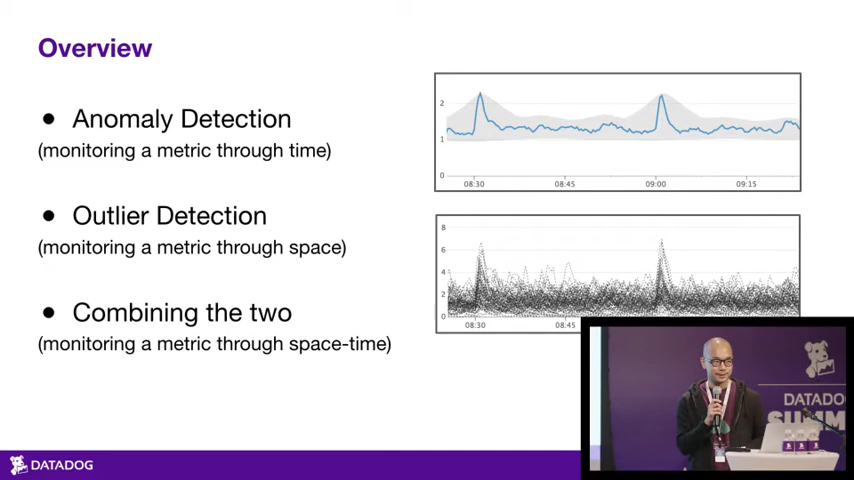 Overview
● Anomaly Detection
(monitoring a metric through time)
● Outlier Detection
(monitoring a metric through space)
● Combining the two
(monitoring a metric through space-time)
2
1
0
08:30 08:45 09:00 09:15
8
6
4
2
0
08:30 08:45
DATADO
SUMM
DATADOG